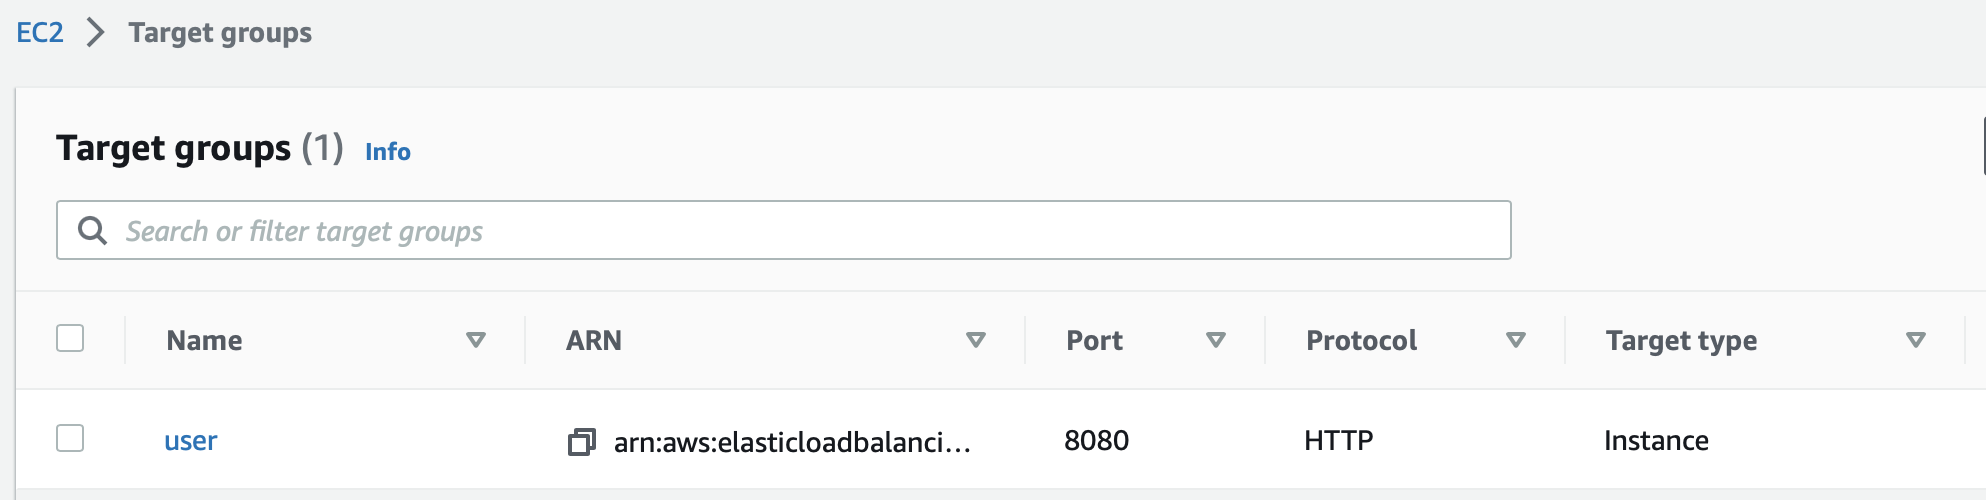 EC2 > Target groups
Target groups (1) Info
Search or filter target groups
Name ARN Port Protocol Target type
user arn:aws:elasticloadbalanci... 8080 HTTP Instance